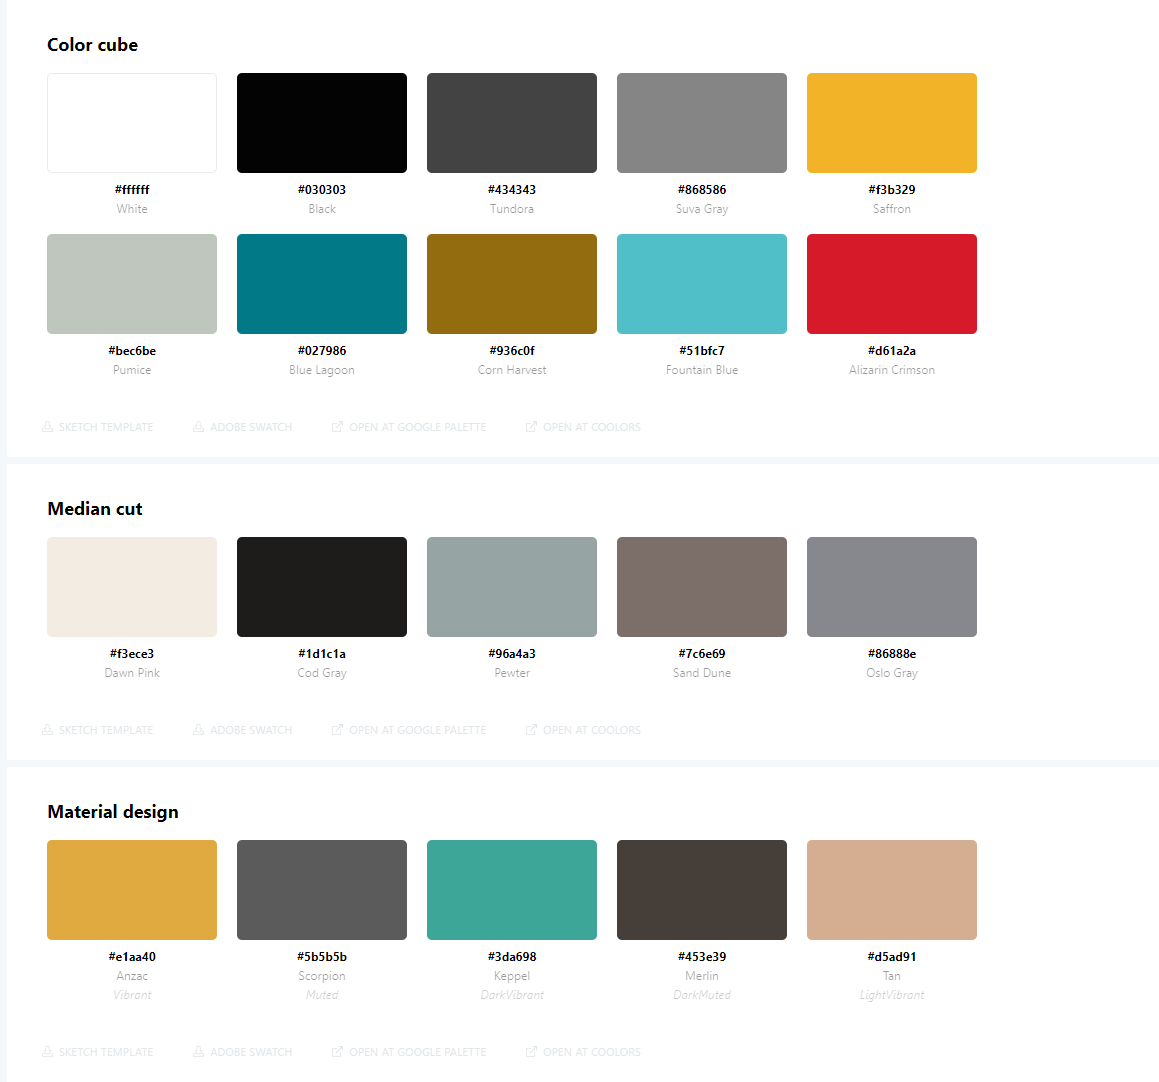 Color cube
#ffffff #030303 #434343 #868586 #f3b329
White Black Tundora Suva Gray Saffron
#bec6be #027986 #936c0f #51bfc7 #d61a2a
Pumice Blue Lagoon Corn Harvest Fountain Blue Alizarin Crimson
SKETCH TEMPLATE ADOBE SWATCH OPEN AT GOOGLE PALETTE OPEN AT COOLORS
Median cut
#f3ece3 #1d1c1a #96a4a3 #7c6e69 #86888e
Dawn Pink Cod Gray Pewter Sand Dune Oslo Gray
SKETCH TEMPLATE ADOBE SWATCH OPEN AT GOOGLE PALETTE OPEN AT COOLORS
Material design
#e1aa40 #5b5b5b #3da698 #453e39 #d5ad91
Anzac Scorpion Keppel Merlin Tan
Vibrant Muted DarkVibrant DarkMuted LightVibrant
SKETCH TEMPLATE ADOBE SWATCH OPEN AT GOOGLE PALETTE OPEN AT COOLORS